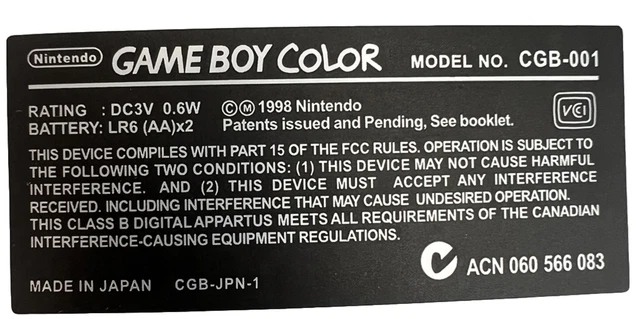 Nintendo GAME BOY COLOR MODEL NO. CGB-001
RATING : DC3V 0.6W ©Ⓜ 1998 Nintendo
BATTERY: LR6 (AA)x2 Patents issued and Pending, See booklet.
VCI
THIS DEVICE COMPILES WITH PART 15 OF THE FCC RULES. OPERATION IS SUBJECT TO
THE FOLLOWING TWO CONDITIONS: (1) THIS DEVICE MAY NOT CAUSE HARMFUL
INTERFERENCE. AND (2) THIS DEVICE MUST ACCEPT ANY INTERFERENCE
RECEIVED. INCLUDING INTERFERENCE THAT MAY CAUSE UNDESIRED OPERATION.
THIS CLASS B DIGITAL APPARTUS MEETS ALL REQUIREMENTS OF THE CANADIAN
INTERFERENCE-CAUSING EQUIPMENT REGULATIONS.
ACN 060 566 083
MADE IN JAPAN CGB-JPN-1